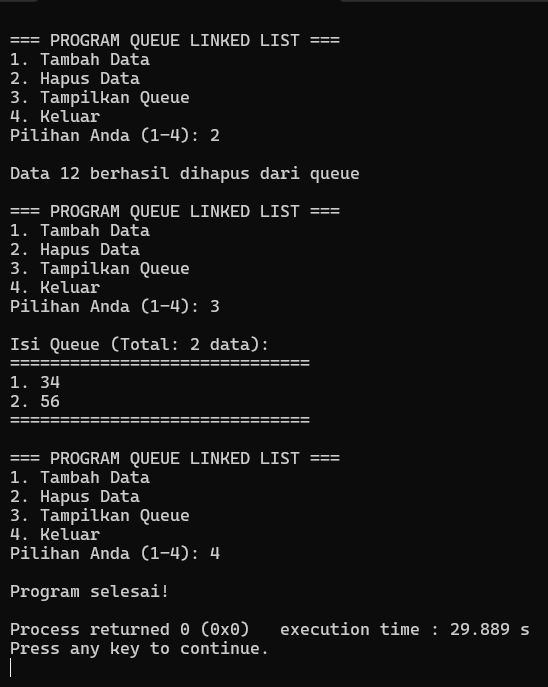 === PROGRAM QUEUE LINKED LIST ===
1. Tambah Data
2. Hapus Data
3. Tampilkan Queue
4. Keluar
Pilihan Anda (1-4): 2
Data 12 berhasil dihapus dari queue
=== PROGRAM QUEUE LINKED LIST ===
1. Tambah Data
2. Hapus Data
3. Tampilkan Queue
4. Keluar
Pilihan Anda (1-4): 3
Isi Queue (Total: 2 data):
==============================
1. 34
2. 56
==============================
=== PROGRAM QUEUE LINKED LIST ===
1. Tambah Data
2. Hapus Data
3. Tampilkan Queue
4. Keluar
Pilihan Anda (1-4): 4
Program selesai!
Process returned 0 (0x0)   execution time : 29.889 s
Press any key to continue.